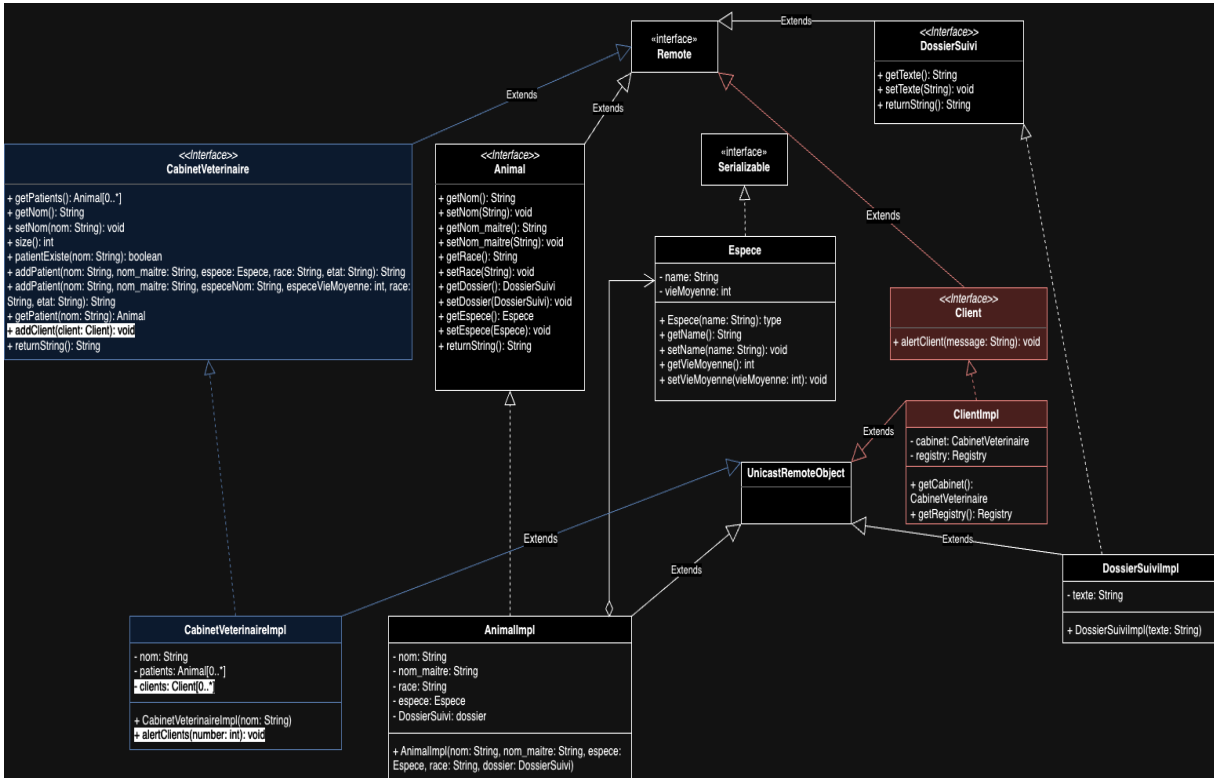 «interface»
Remote
Extends
<<Interface>>
DossierSuivi
+ getTexte(): String
+ setTexte(String): void
+ returnString(): String
Extends
Extends
<<Interface>>
CabinetVeterinaire
+ getPatients(): Animal[0..*]
+ getNom(): String
+ setNom(nom: String): void
+ size(): int
+ patientExiste(nom: String): boolean
+ addPatient(nom: String, nom_maitre: String, espece: Espece, race: String, etat: String): String
+ addPatient(nom: String, nom_maitre: String, especeNom: String, especeVieMoyenne: int, race:
String, etat: String): String
+ getPatient(nom: String): Animal
+ addClient(client: Client): void
+ returnString(): String
<<Interface>>
Animal
+ getNom(): String
+ setNom(String): void
+ getNom_maitre(): String
+ setNom_maitre(String): void
+ getRace(): String
+ setRace(String): void
+ getDossier(): DossierSuivi
+ setDossier(DossierSuivi): void
+ getEspece(): Espece
+ setEspece(Espece): void
+ returnString(): String
«interface»
Serializable
Extends
Espece
- name: String
- vieMoyenne: int
+ Espece(name: String): type
+ getName(): String
+ setName(name: String): void
+ getVieMoyenne(): int
+ setVieMoyenne(vieMoyenne: int): void
<<Interface>>
Client
+ alertClient(message: String): void
ClientImpl
- cabinet: CabinetVeterinaire
- registry: Registry
+ getCabinet():
CabinetVeterinaire
+ getRegistry(): Registry
Extends
UnicastRemoteObject
Extends
Extends
Extends
DossierSuiviImpl
- texte: String
+ DossierSuiviImpl(texte: String)
CabinetVeterinaireImpl
- nom: String
- patients: Animal[0..*]
- clients: Client[0..*]
+ CabinetVeterinaireImpl(nom: String)
+ alertClients(number: int): void
AnimalImpl
- nom: String
- nom_maitre: String
- race: String
- espece: Espece
- DossierSuivi: dossier
+ AnimalImpl(nom: String, nom_maitre: String, espece:
Espece, race: String, dossier: DossierSuivi)